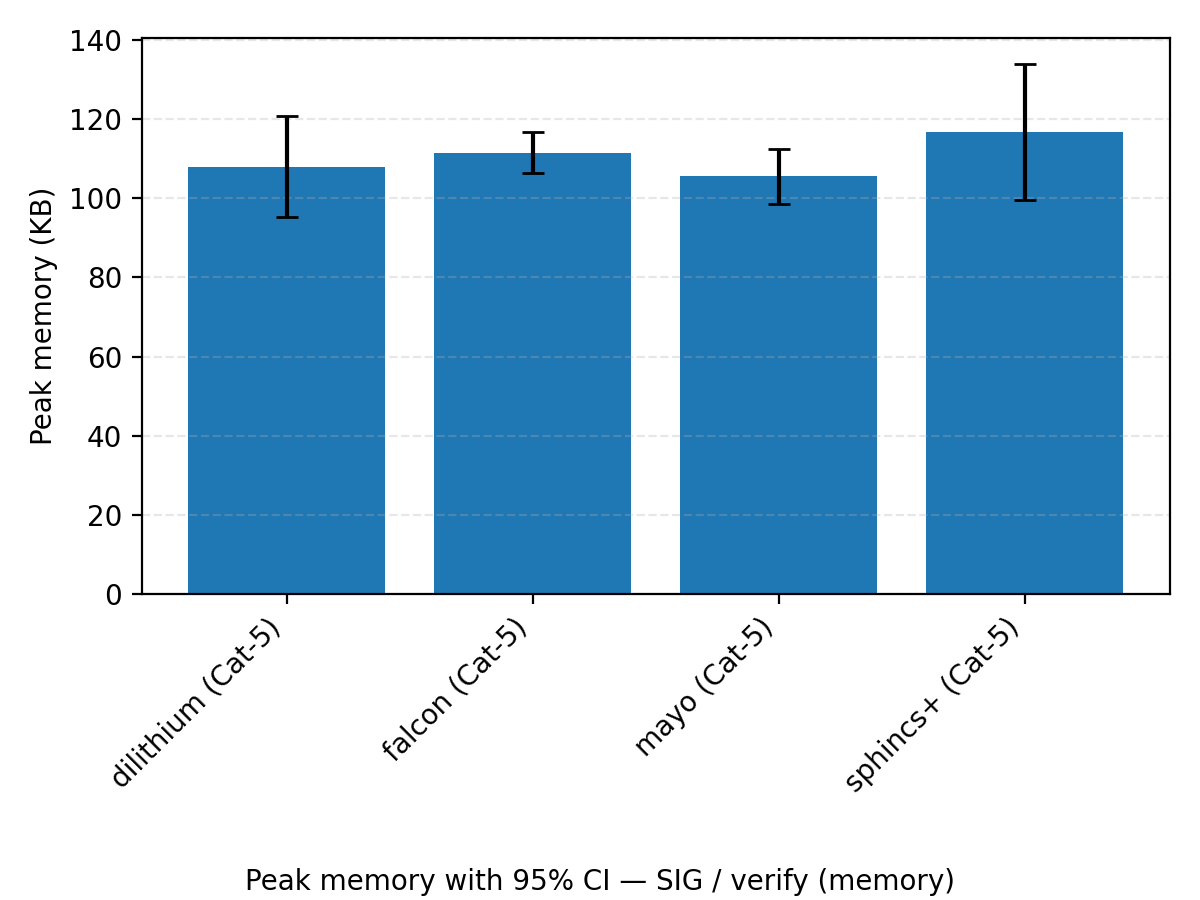 140
120
100
80
60
40
20
0
Peak memory (KB)
dilithium (Cat-5)
falcon (Cat-5)
mayo (Cat-5)
sphincs+ (Cat-5)
Peak memory with 95% CI — SIG / verify (memory)